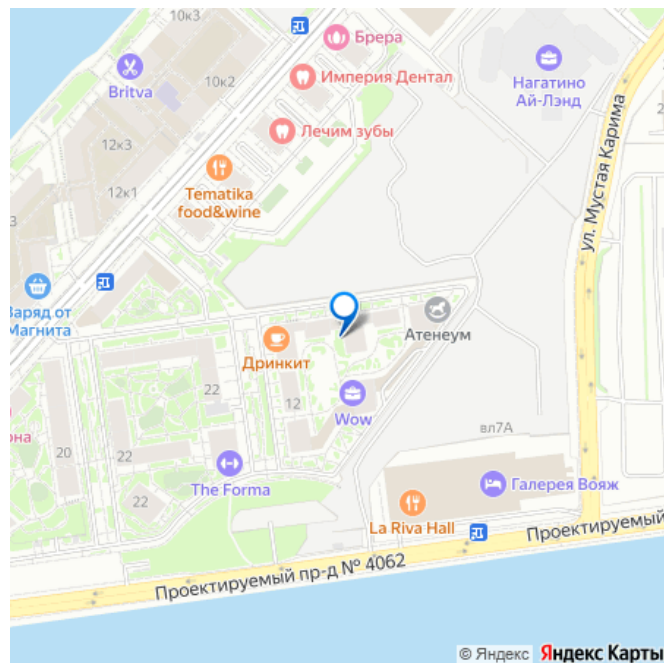 10к3
Брера
10к2
Britva
Империя Дентал
Нагатино
Ай-Лэнд
Лечим зубы
12к3
12к1
Tematika
food&wine
ул. Мустая Карима
2
Заряд от
Магнита
Дринкит
Атенеум
22
12
Wow
она
20
22
22
The Forma
вл7А
Галерея Вояж
La Riva Hall
Проектируемый
Проектируемый пр-д № 4062
© Яндекс Яндекс Карты